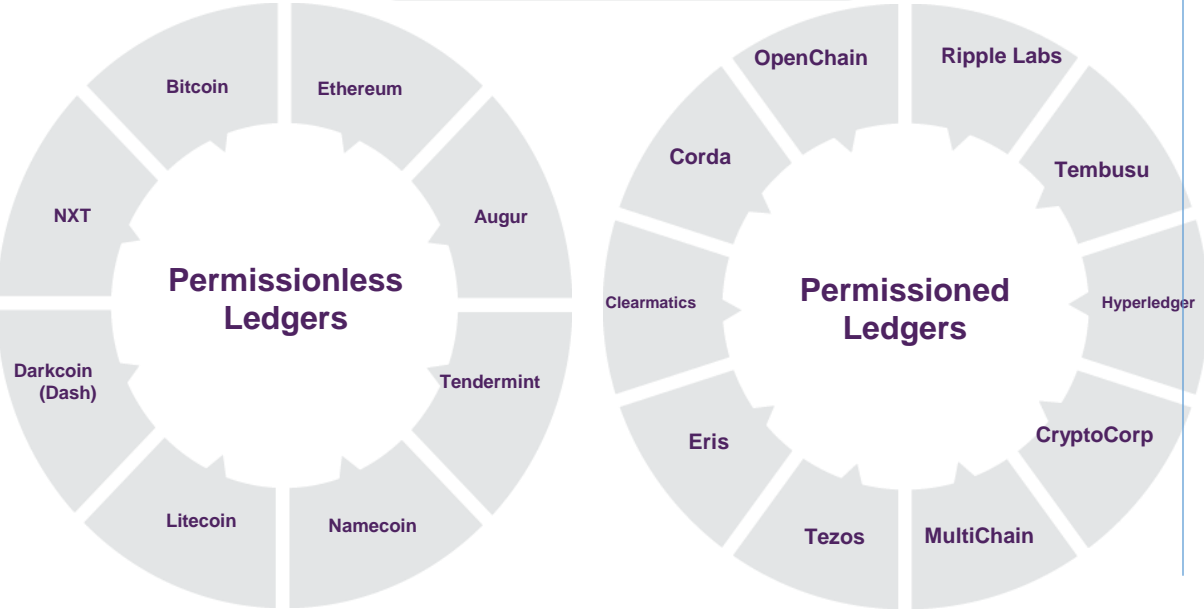 Bitcoin
Ethereum
Augur
Tendermint
Namecoin
Litecoin
Darkcoin
(Dash)
NXT
Permissionless
Ledgers
OpenChain
Ripple Labs
Tembusu
Hyperledger
CryptoCorp
MultiChain
Tezos
Eris
Clearmatics
Corda
Permissioned
Ledgers